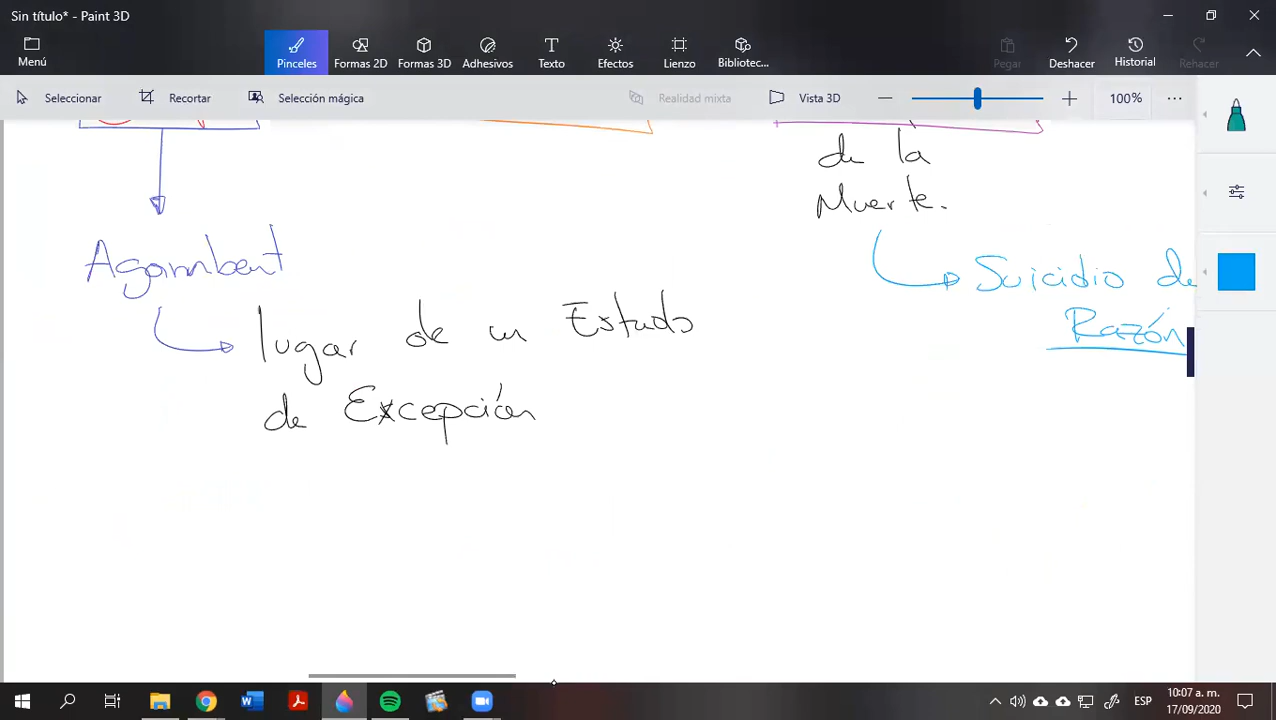 Sin título* - Paint 3D
Menú
Pinceles
Formas 2D
Formas 3D
Adhesivos
Texto
Efectos
Lienzo
Bibliotec...
Pegar
Deshacer
Historial
Rehacer
Seleccionar
Recortar
Selección mágica
Realidad mixta
Vista 3D
100%
de la
Muerte.
Agambent
Suicidio de
Razón
lugar de un Estado
de Excepción
ESP
10:07 a. m.
17/09/2020